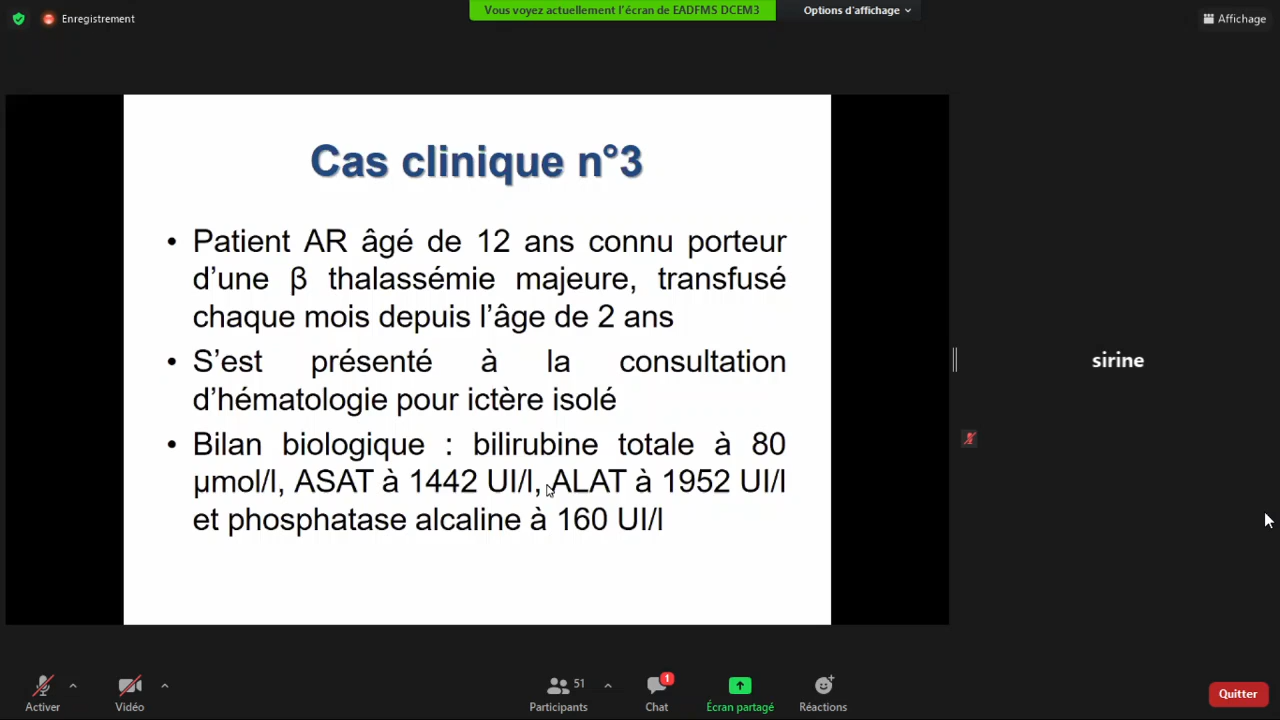 Enregistrement
Vous voyez actuellement l'écran de EADFMS DCEM3
Options d'affichage
Affichage
Cas clinique n°3
• Patient AR âgé de 12 ans connu porteur
d'une β thalassémie majeure, transfusé
chaque mois depuis l'âge de 2 ans
• S'est présenté à la consultation
d'hématologie pour ictère isolé
• Bilan biologique : bilirubine totale à 80
µmol/l, ASAT à 1442 UI/l, ALAT à 1952 UI/l
et phosphatase alcaline à 160 UI/l
sirine
Activer
Vidéo
51
Participants
1
Chat
Écran partagé
Réactions
Quitter